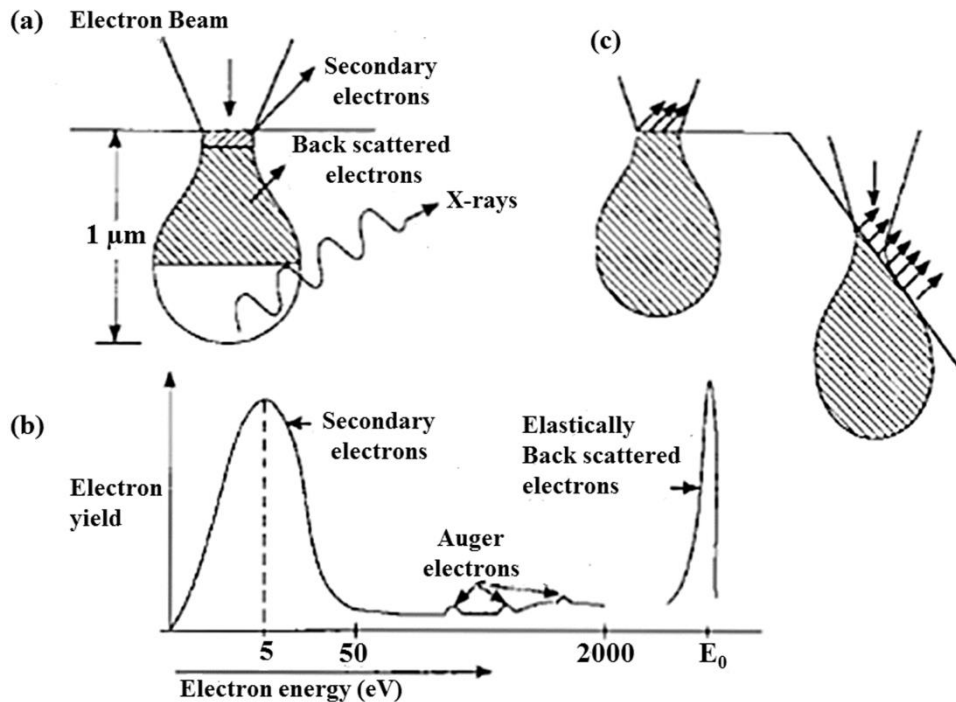 (a)
Electron Beam
Secondary
electrons
Back scattered
electrons
X-rays
1 μm
(c)
(b)
Electron
yield
Secondary
electrons
Auger
electrons
Elastically
Back scattered
electrons
5 50 2000 E₀
Electron energy (eV)